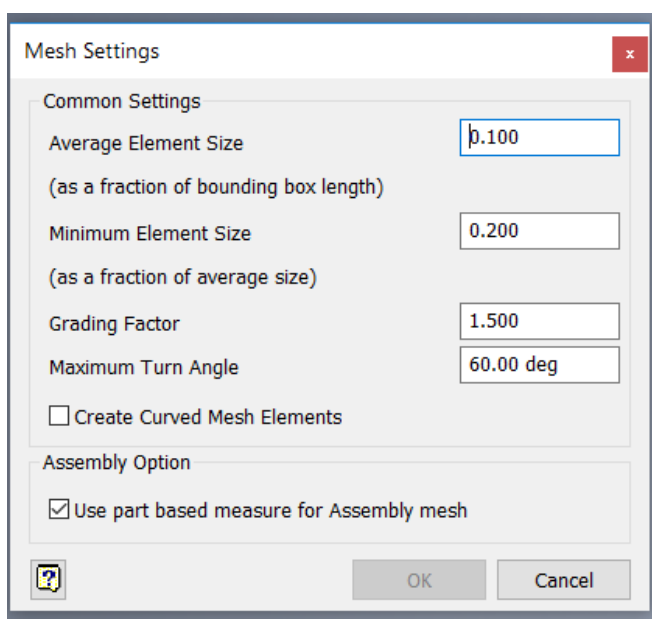 Mesh Settings
x
Common Settings
Average Element Size
0.100
(as a fraction of bounding box length)
Minimum Element Size
0.200
(as a fraction of average size)
Grading Factor
1.500
Maximum Turn Angle
60.00 deg
Create Curved Mesh Elements
Assembly Option
Use part based measure for Assembly mesh
?
OK
Cancel